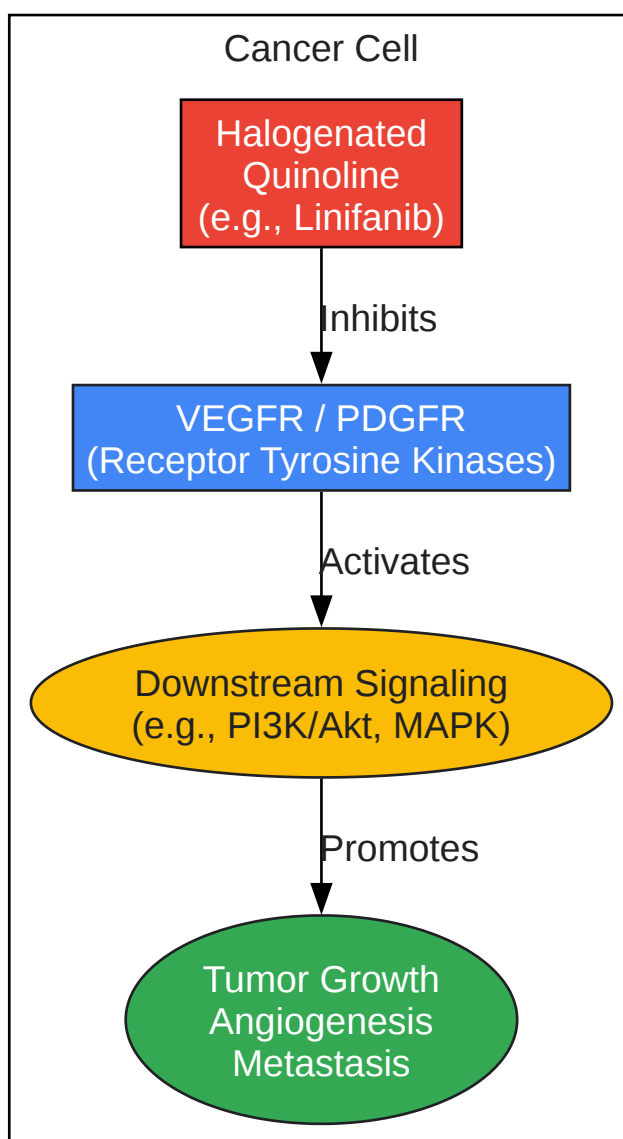 Cancer Cell
Halogenated
Quinoline
(e.g., Linifanib)
Inhibits
VEGFR / PDGFR
(Receptor Tyrosine Kinases)
Activates
Downstream Signaling
(e.g., PI3K/Akt, MAPK)
Promotes
Tumor Growth
Angiogenesis
Metastasis